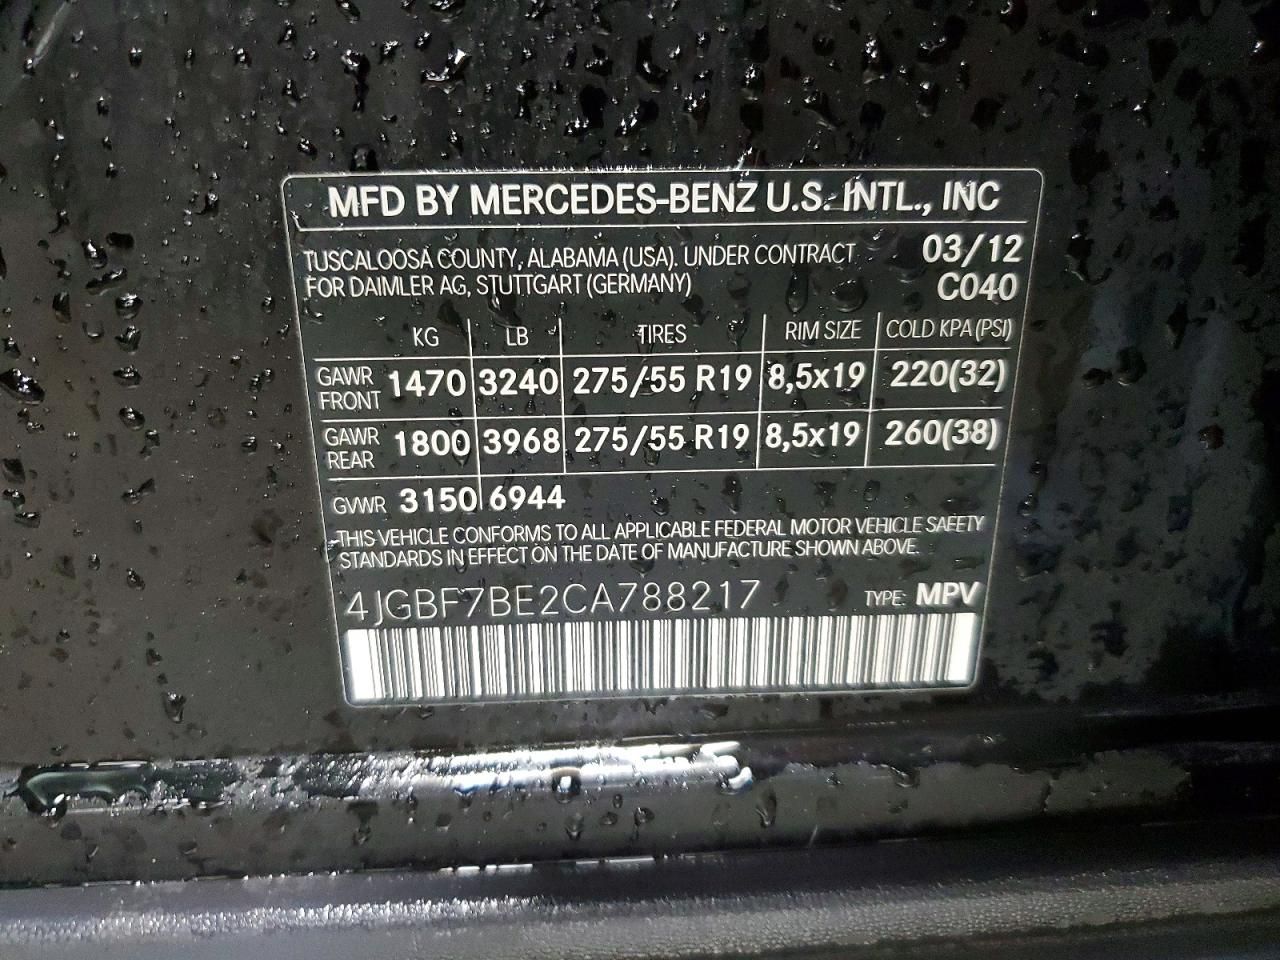 MFD BY MERCEDES-BENZ U.S. INTL., INC
TUSCALOOSA COUNTY, ALABAMA (USA). UNDER CONTRACT 03/12
FOR DAIMLER AG, STUTTGART (GERMANY) C040
KG LB TIRES RIM SIZE COLD KPA (PSI)
GAWR FRONT 1470 3240 275/55 R19 8,5x19 220(32)
GAWR REAR 1800 3968 275/55 R19 8,5x19 260(38)
GVWR 3150 6944
THIS VEHICLE CONFORMS TO ALL APPLICABLE FEDERAL MOTOR VEHICLE SAFETY
STANDARDS IN EFFECT ON THE DATE OF MANUFACTURE SHOWN ABOVE.
4JGBF7BE2CA788217 TYPE: MPV